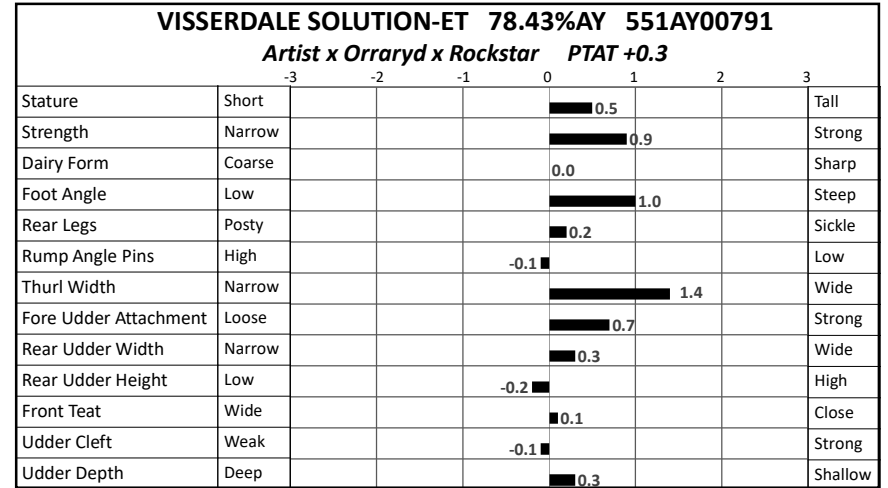 VISSERDALE SOLUTION-ET 78.43%AY 551AY00791
Artist x Orraryd x Rockstar PTAT +0.3
-3 -2 -1 0 1 2 3
Stature Short 0.5 Tall
Strength Narrow 0.9 Strong
Dairy Form Coarse 0.0 Sharp
Foot Angle Low 1.0 Steep
Rear Legs Posty 0.2 Sickle
Rump Angle Pins High -0.1 Low
Thurl Width Narrow 1.4 Wide
Fore Udder Attachment Loose 0.7 Strong
Rear Udder Width Narrow 0.3 Wide
Rear Udder Height Low -0.2 High
Front Teat Wide 0.1 Close
Udder Cleft Weak -0.1 Strong
Udder Depth Deep 0.3 Shallow